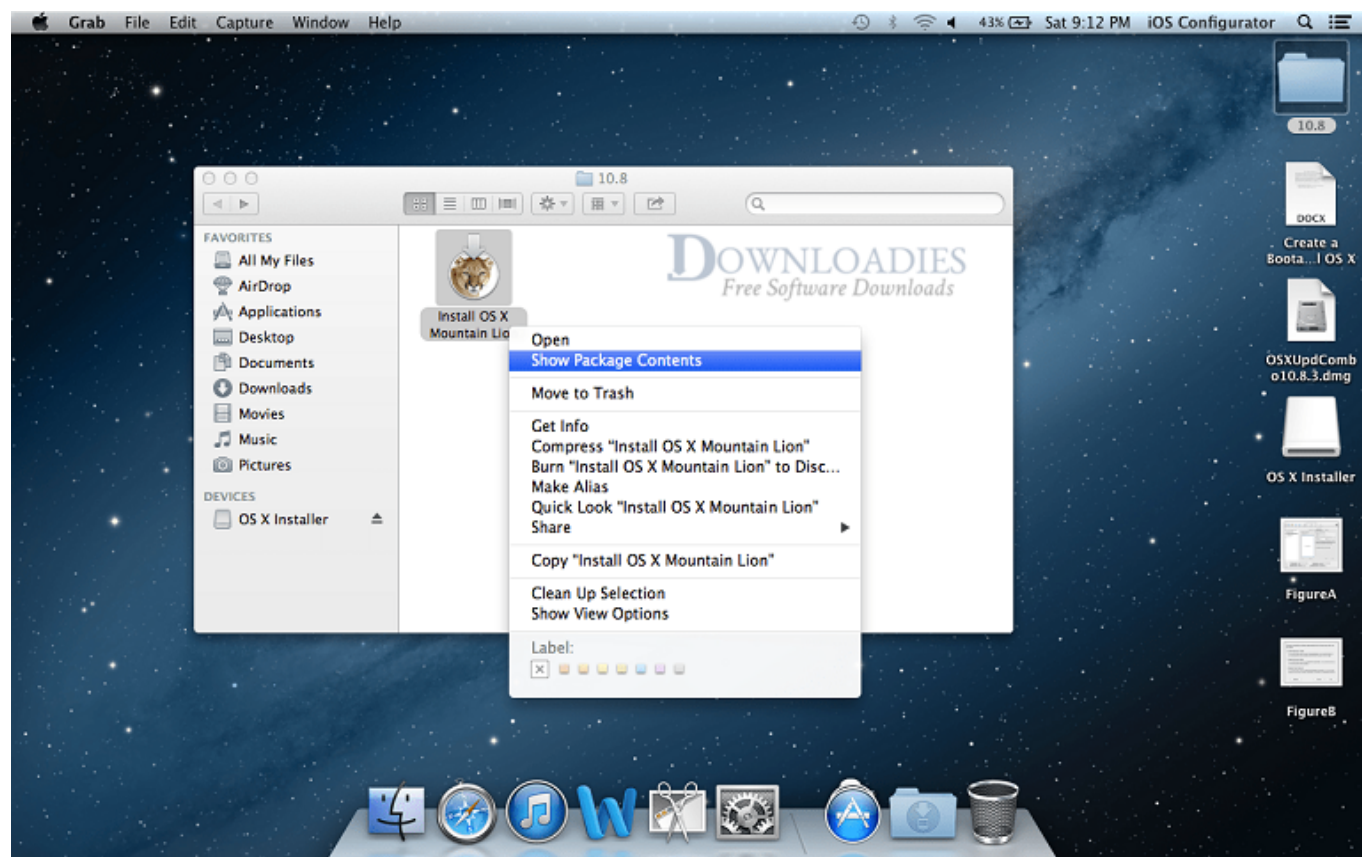 Grab File Edit Capture Window Help 43% Sat 9:12 PM iOS Configurator
10.8
DOCX
Create a
Boota...l OS X
OSXUpdComb
o10.8.3.dmg
OS X Installer
FigureA
FigureB
10.8
FAVORITES
All My Files
AirDrop
Applications
Desktop
Documents
Downloads
Movies
Music
Pictures
DEVICES
OS X Installer
DOWNLOADIES
Free Software Downloads
Install OS X
Mountain Lio
Open
Show Package Contents
Move to Trash
Get Info
Compress “Install OS X Mountain Lion”
Burn “Install OS X Mountain Lion” to Disc...
Make Alias
Quick Look “Install OS X Mountain Lion”
Share
Copy “Install OS X Mountain Lion”
Clean Up Selection
Show View Options
Label: